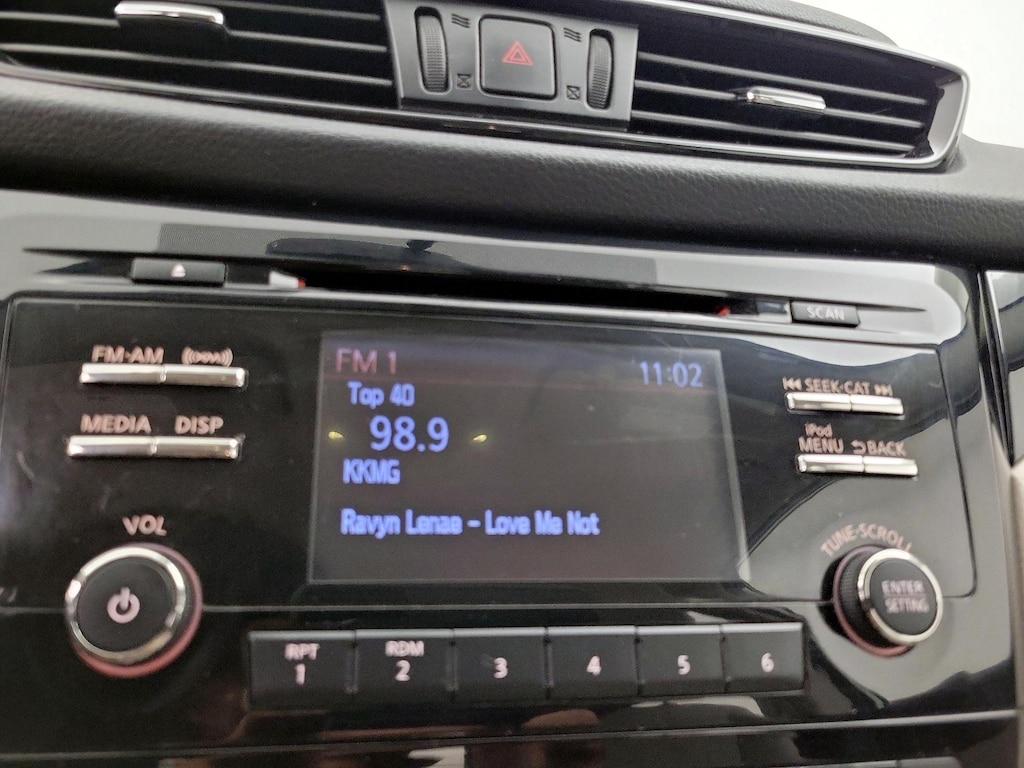 SCAN
FM·AM
MEDIA DISP
VOL
FM 1 11:02
Top 40
98.9
KKMG
Ravyn Lenae - Love Me Not
SEEK·CAT
iPod
MENU BACK
TUNE·SCROLL
ENTER
SETTING
RPT RDM
1 2 3 4 5 6